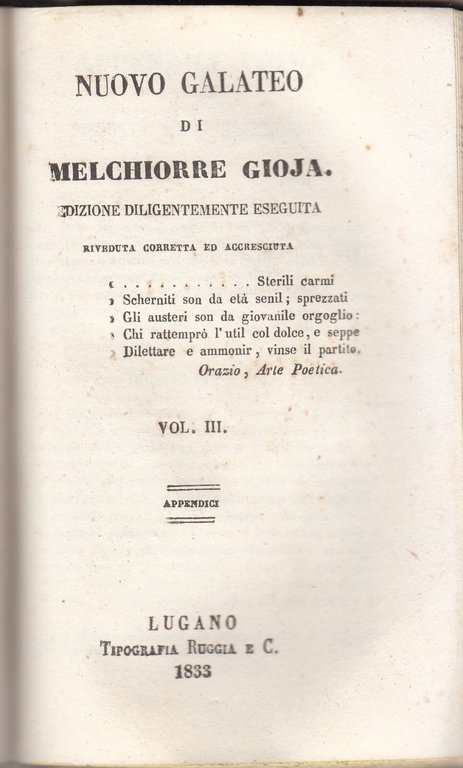 NUOVO GALATEO
DI
MELCHIORRE GIOJA.
EDIZIONE DILIGENTEMENTE ESEGUITA
RIVEDUTA CORRETTA ED ACCRESCIUTA
« . . . . . . . . . . . . Sterili carmi
» Scherniti son da età senil; sprezzati
» Gli austeri son da giovanile orgoglio:
» Chi rattemprò l'util col dolce, e seppe
» Dilettare e ammonir, vinse il partito.
Orazio, Arte Poetica.
VOL. III.
APPENDICI
LUGANO
TIPOGRAFIA RUGGIA E C.
1833